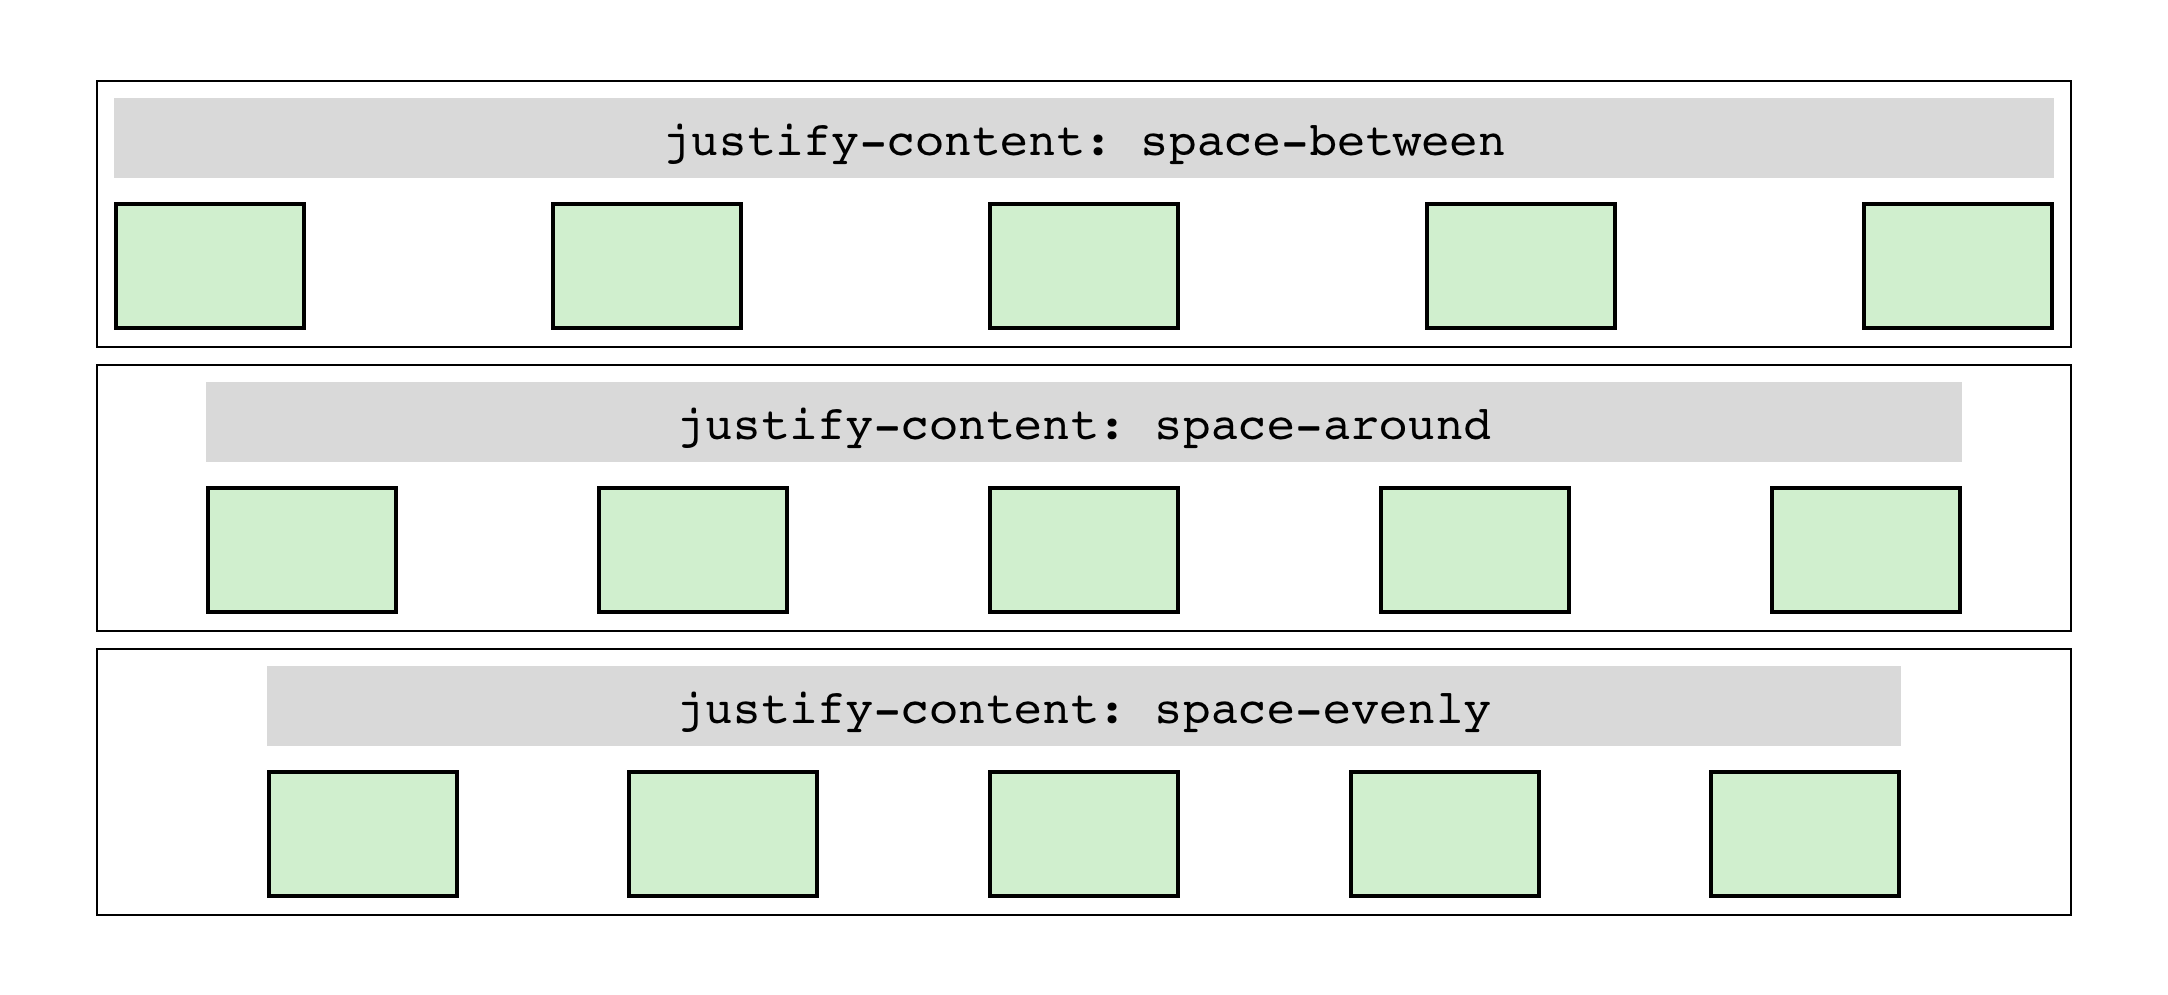 justify-content: space-between
justify-content: space-around
justify-content: space-evenly